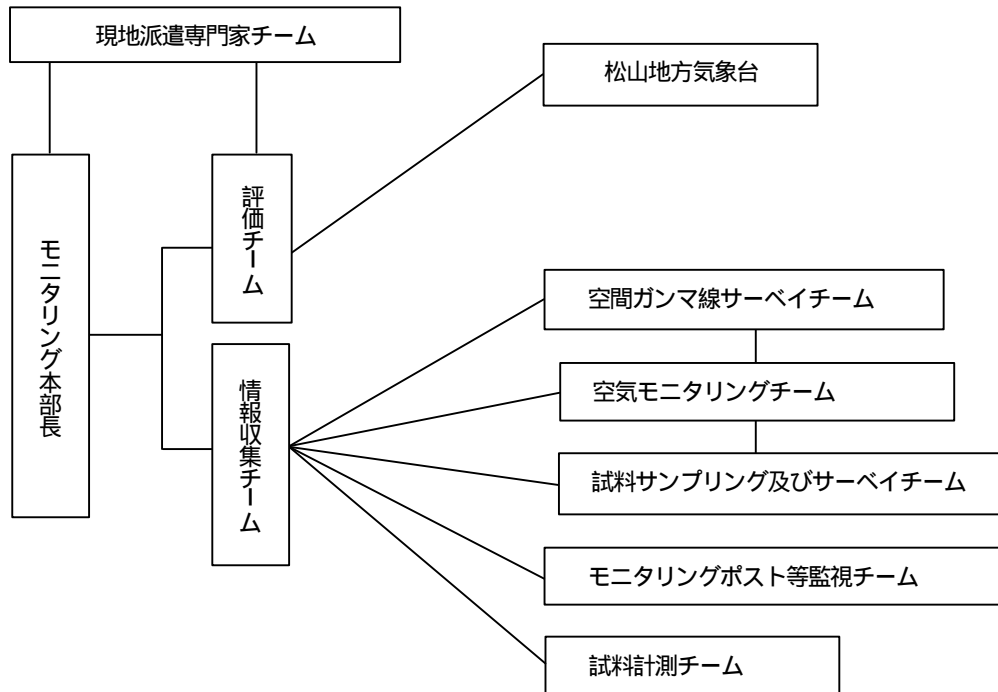 現地派遣専門家チーム
松山地方気象台
評価チーム
モニタリング本部長
空間ガンマ線サーベイチーム
情報収集チーム
空気モニタリングチーム
試料サンプリング及びサーベイチーム
モニタリングポスト等監視チーム
試料計測チーム